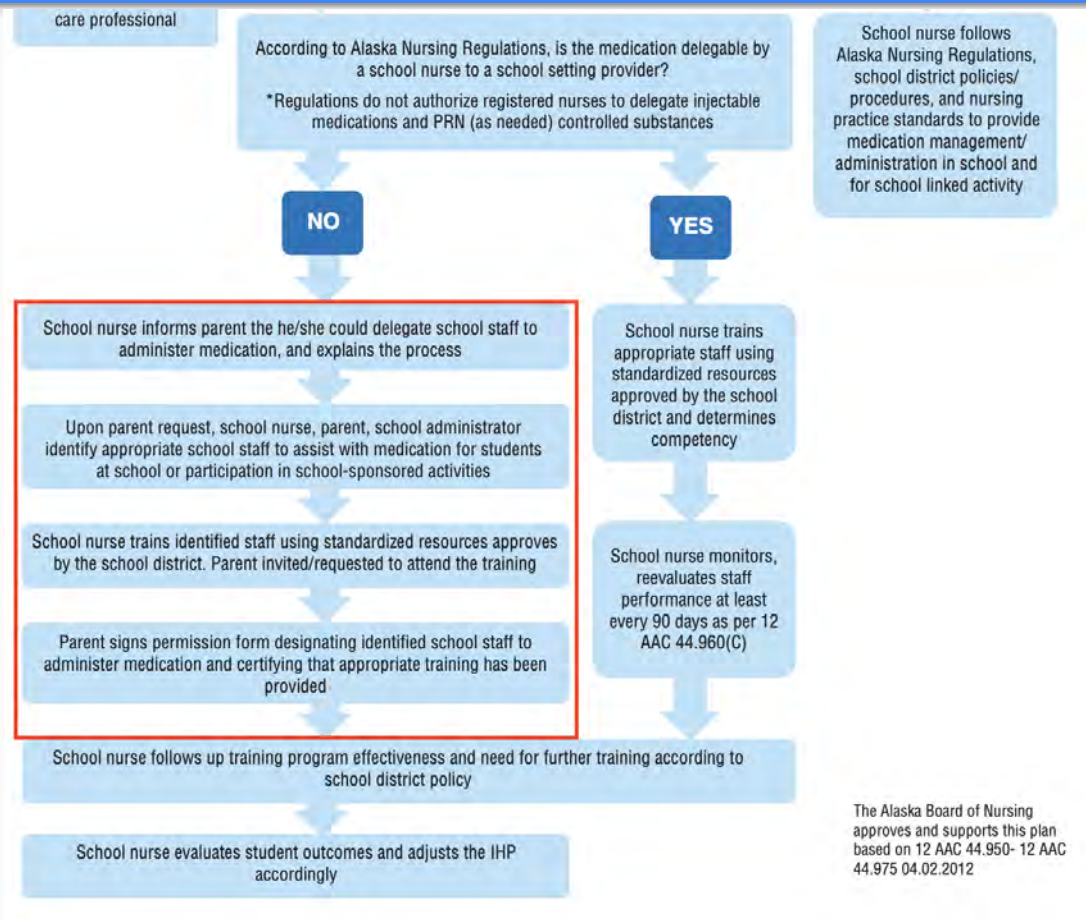 care professional
According to Alaska Nursing Regulations, is the medication delegable by
a school nurse to a school setting provider?
*Regulations do not authorize registered nurses to delegate injectable
medications and PRN (as needed) controlled substances
School nurse follows
Alaska Nursing Regulations,
school district policies/
procedures, and nursing
practice standards to provide
medication management/
administration in school and
for school linked activity
NO
YES
School nurse informs parent the he/she could delegate school staff to
administer medication, and explains the process
Upon parent request, school nurse, parent, school administrator
identify appropriate school staff to assist with medication for students
at school or participation in school-sponsored activities
School nurse trains identified staff using standardized resources approves
by the school district. Parent invited/requested to attend the training
Parent signs permission form designating identified school staff to
administer medication and certifying that appropriate training has been
provided
School nurse trains
appropriate staff using
standardized resources
approved by the school
district and determines
competency
School nurse monitors,
reevaluates staff
performance at least
every 90 days as per 12
AAC 44.960(C)
School nurse follows up training program effectiveness and need for further training according to
school district policy
School nurse evaluates student outcomes and adjusts the IHP
accordingly
The Alaska Board of Nursing
approves and supports this plan
based on 12 AAC 44.950- 12 AAC
44.975 04.02.2012